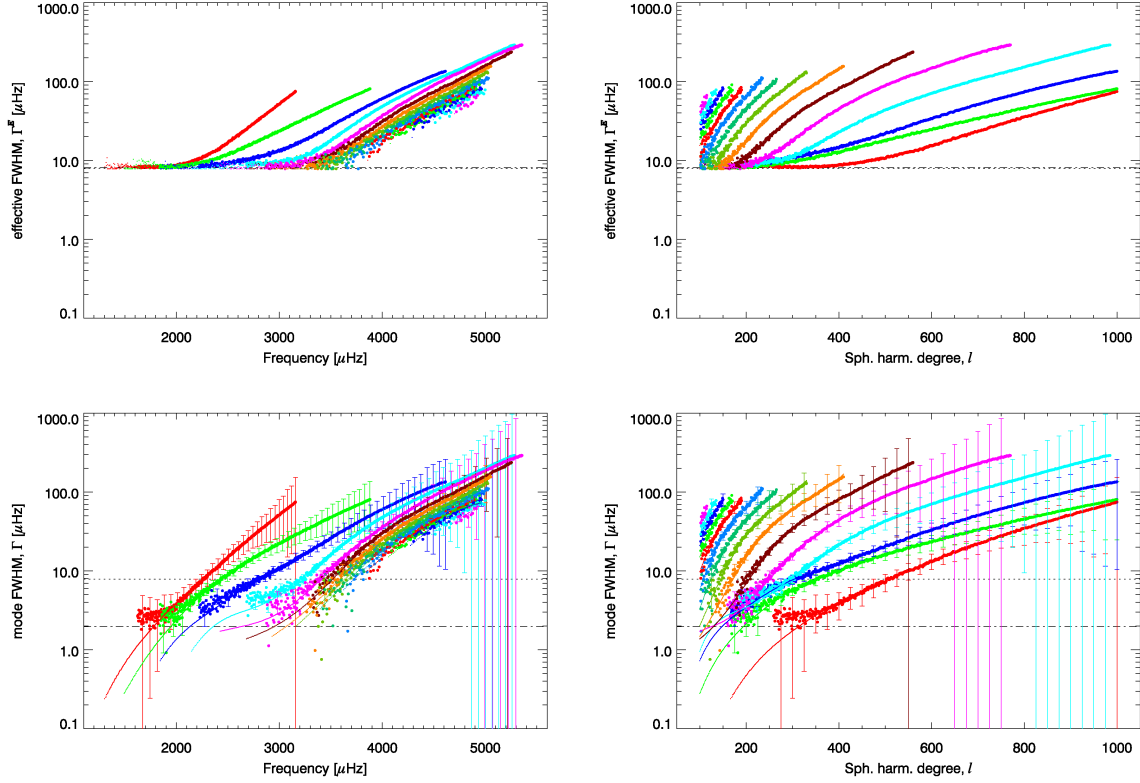 1000.0
100.0
10.0
1.0
0.1
effective FWHM, Γᴱ [μHz]
2000 3000 4000 5000
Frequency [μHz]
1000.0
100.0
10.0
1.0
0.1
effective FWHM, Γᴱ [μHz]
200 400 600 800 1000
Sph. harm. degree, l
1000.0
100.0
10.0
1.0
0.1
mode FWHM, Γ [μHz]
2000 3000 4000 5000
Frequency [μHz]
1000.0
100.0
10.0
1.0
0.1
mode FWHM, Γ [μHz]
200 400 600 800 1000
Sph. harm. degree, l